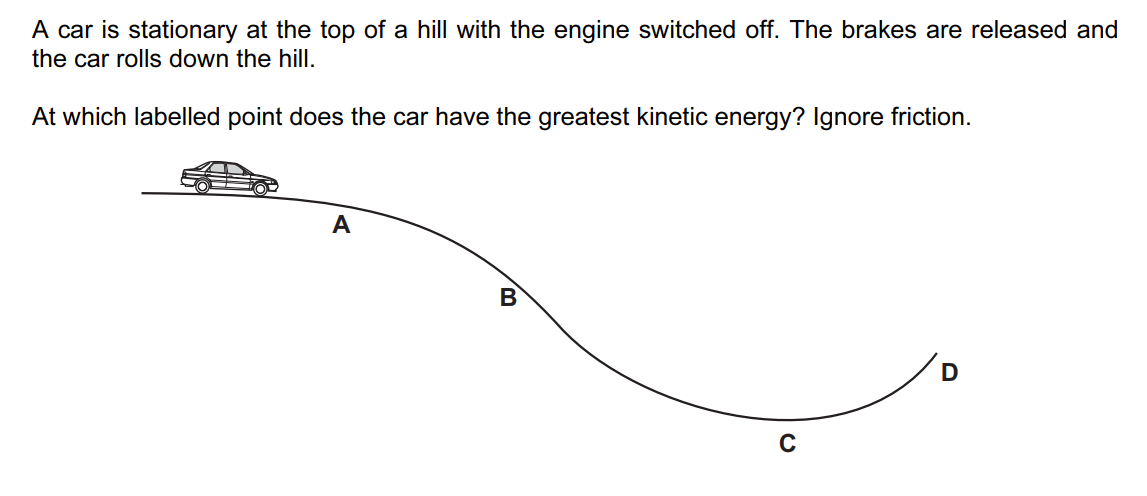 A car is stationary at the top of a hill with the engine switched off. The brakes are released and
the car rolls down the hill.
At which labelled point does the car have the greatest kinetic energy? Ignore friction.
A
B
D
C